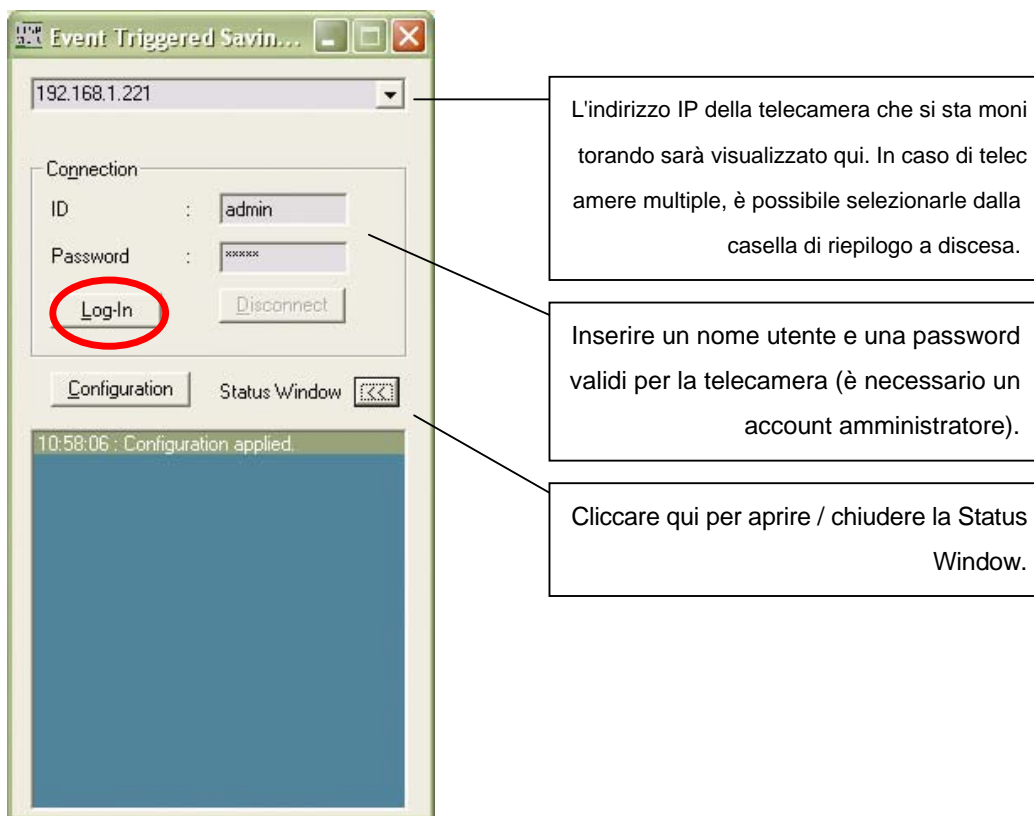 Event Triggered Savin...
192.168.1.221
Connection
ID : admin
Password : *****
Log-In Disconnect
Configuration Status Window <<
10:58:06 : Configuration applied.
L'indirizzo IP della telecamera che si sta moni
torando sarà visualizzato qui. In caso di telec
amere multiple, è possibile selezionarle dalla
casella di riepilogo a discesa.
Inserire un nome utente e una password
validi per la telecamera (è necessario un
account amministratore).
Cliccare qui per aprire / chiudere la Status
Window.